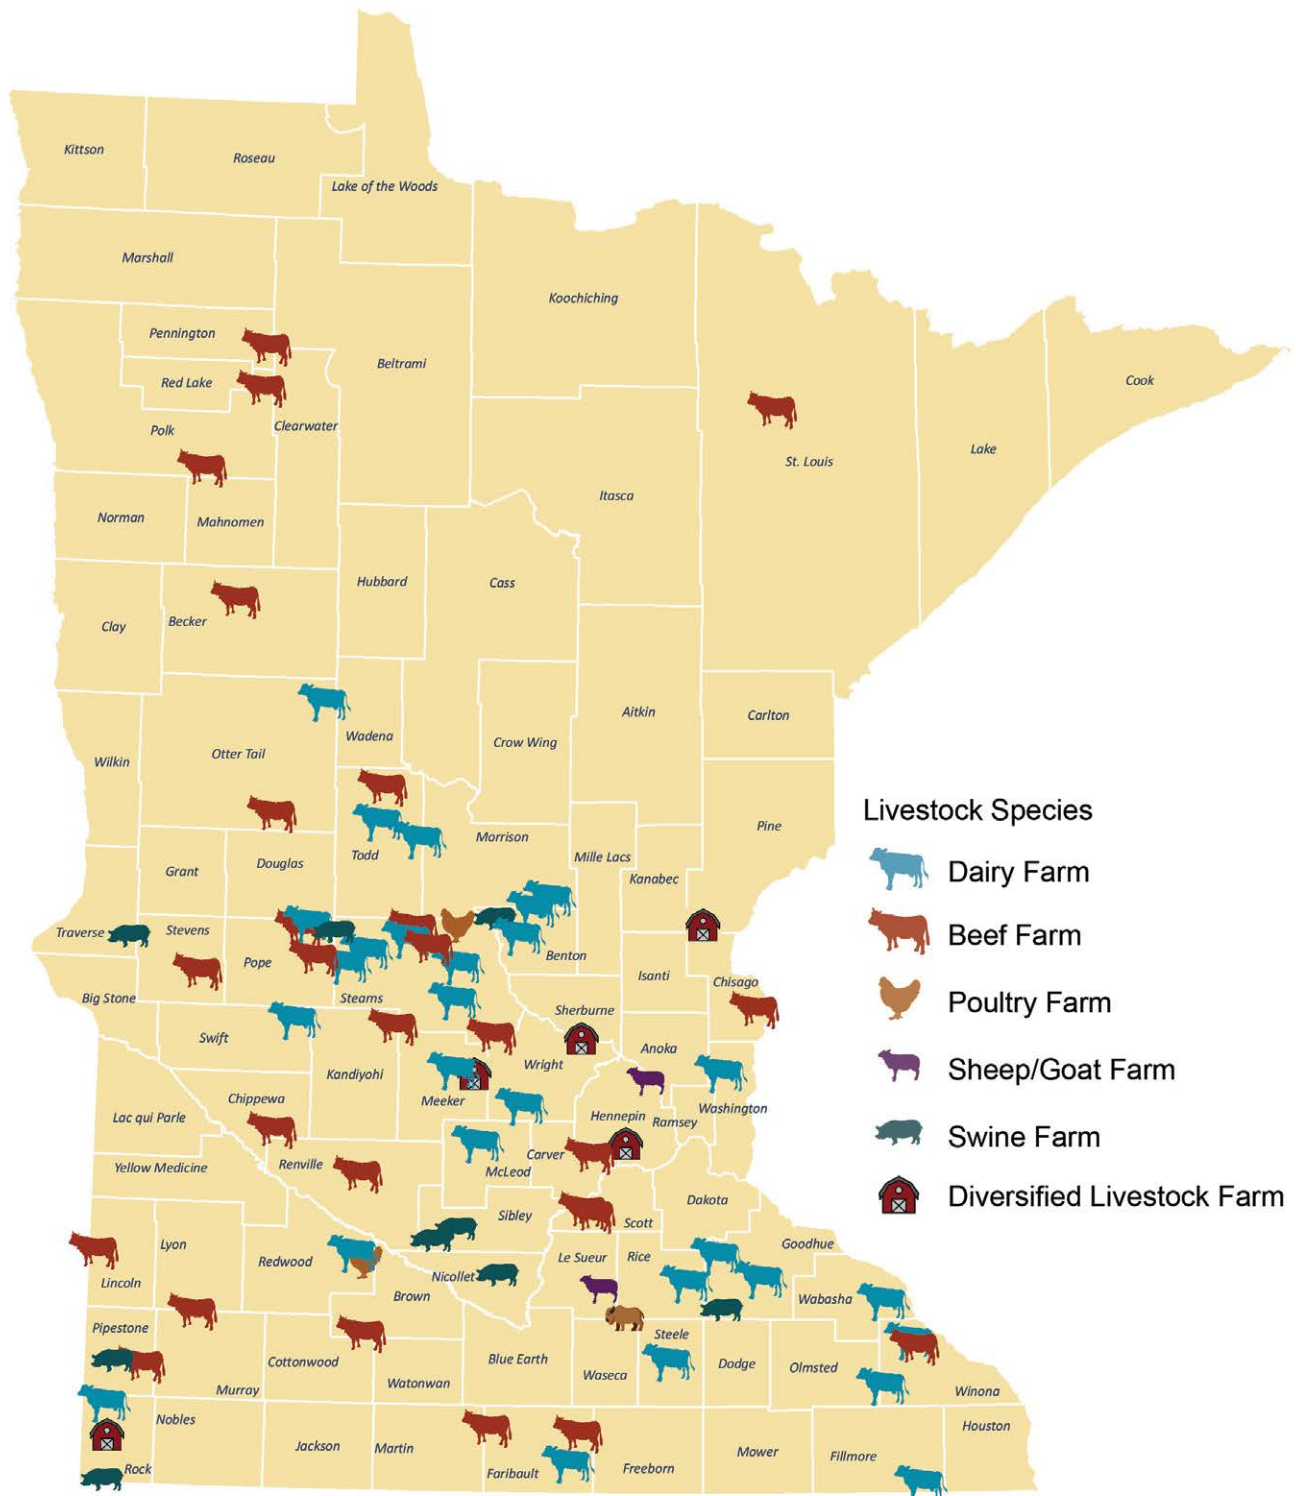 Kittson
Roseau
Lake of the Woods
Marshall
Koochiching
Pennington
Beltrami
Red Lake
Cook
Clearwater
Polk
Lake
St. Louis
Itasca
Norman
Mahnomen
Hubbard
Cass
Becker
Clay
Aitkin
Carlton
Wadena
Crow Wing
Otter Tail
Wilkin
Livestock Species
Pine
Morrison
Todd
Mille Lacs
Douglas
Grant
Kanabec
Dairy Farm
Traverse
Stevens
Beef Farm
Benton
Pope
Isanti
Chisago
Big Stone
Stearns
Poultry Farm
Sherburne
Swift
Anoka
Wright
Kandiyohi
Sheep/Goat Farm
Chippewa
Meeker
Washington
Lac qui Parle
Hennepin
Ramsey
Swine Farm
Carver
Renville
Yellow Medicine
McLeod
Diversified Livestock Farm
Dakota
Sibley
Scott
Lyon
Goodhue
Le Sueur
Rice
Redwood
Nicollet
Lincoln
Brown
Wabasha
Pipestone
Steele
Blue Earth
Cottonwood
Dodge
Olmsted
Waseca
Watonwan
Murray
Winona
Nobles
Houston
Jackson
Martin
Mower
Fillmore
Rock
Freeborn
Faribault